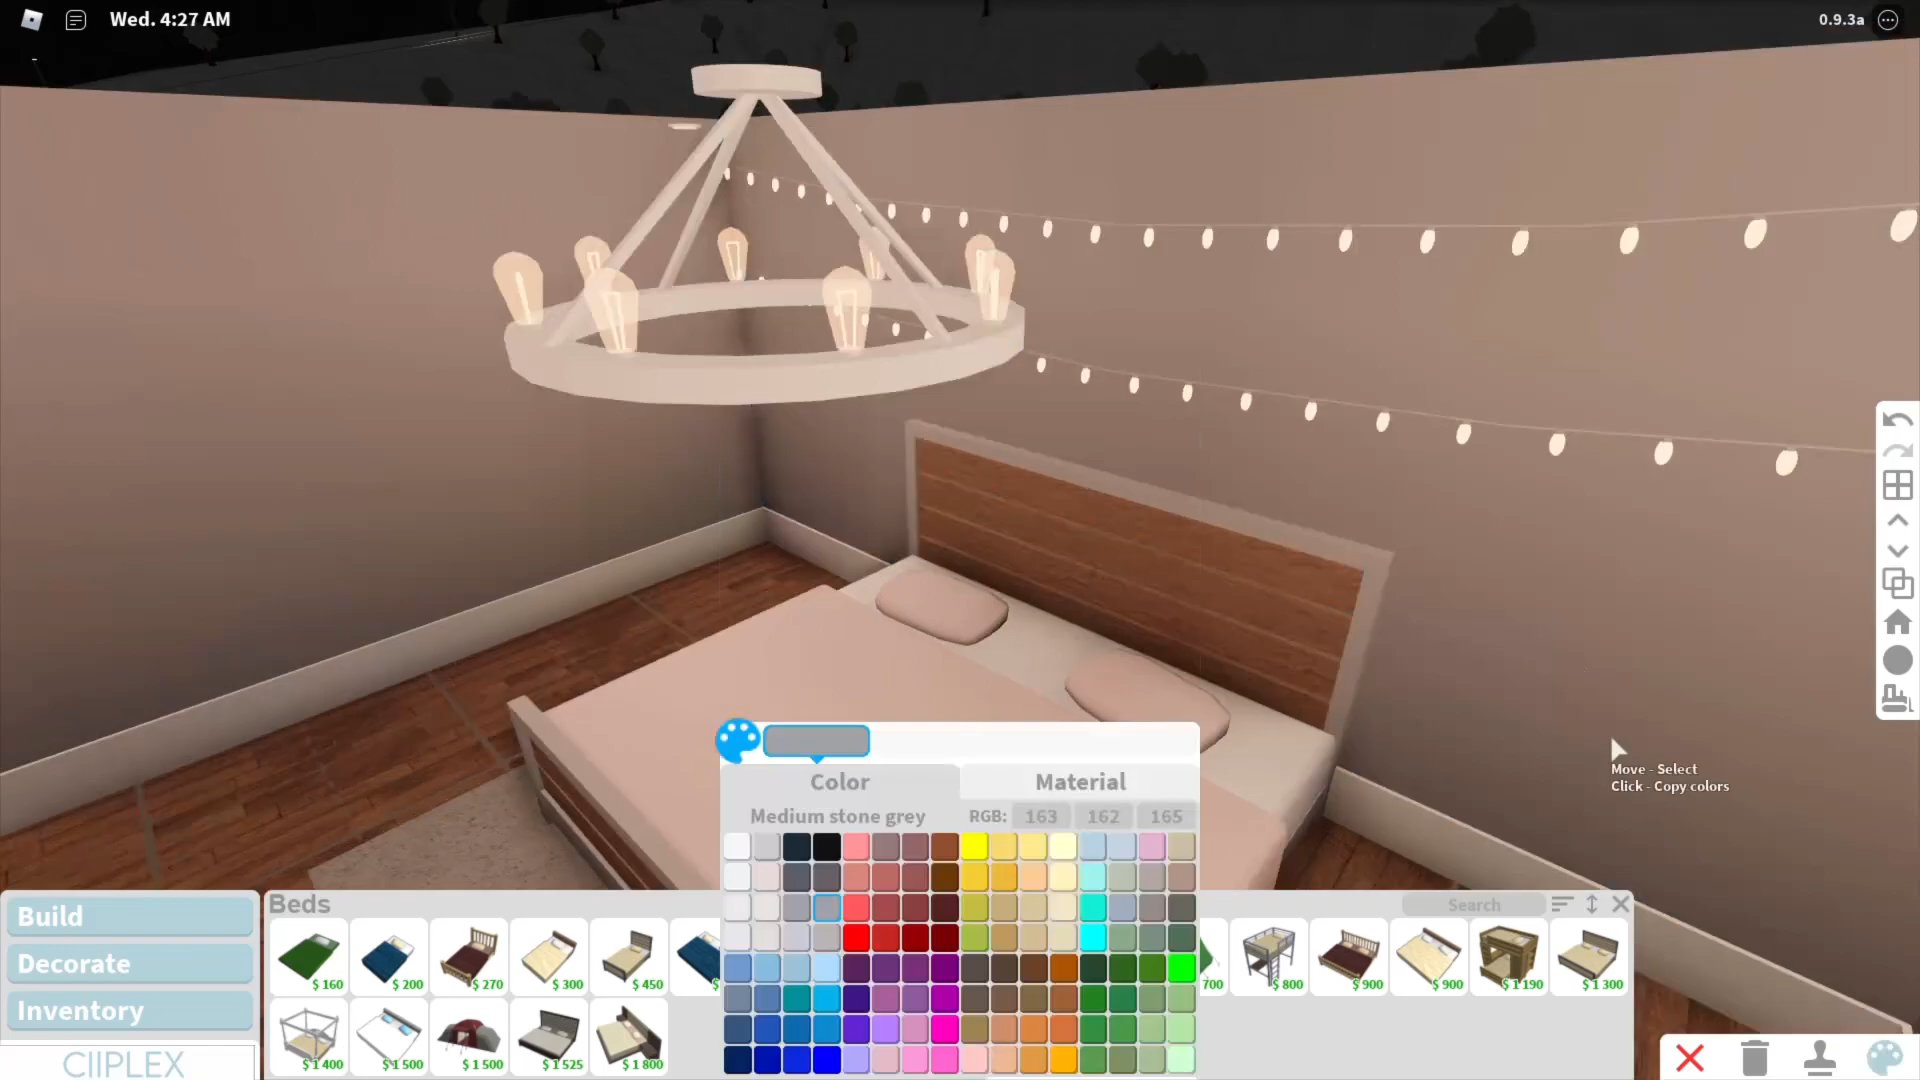 Wed. 4:27 AM
0.9.3a
Move - Select
Click - Copy colors
Color
Material
Medium stone grey
RGB: 163 162 165
Build
Decorate
Inventory
CIIPLEX
Beds
Search
$ 160
$ 200
$ 270
$ 300
$ 450
$
700
$ 800
$ 900
$ 900
$ 1 190
$ 1 300
$ 1 400
$ 1 500
$ 1 500
$ 1 525
$ 1 800